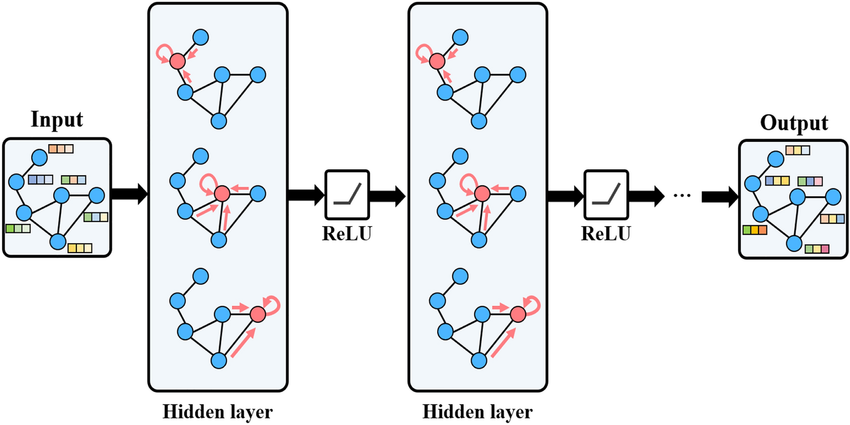 Input
Hidden layer
ReLU
Hidden layer
ReLU
...
Output